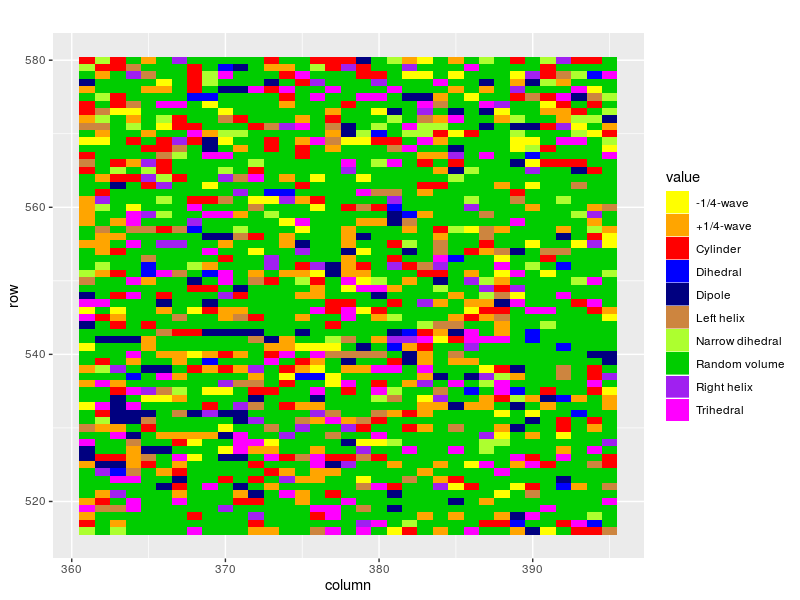 580
560
540
520
360
370
380
390
column
row
value
-1/4-wave
+1/4-wave
Cylinder
Dihedral
Dipole
Left helix
Narrow dihedral
Random volume
Right helix
Trihedral